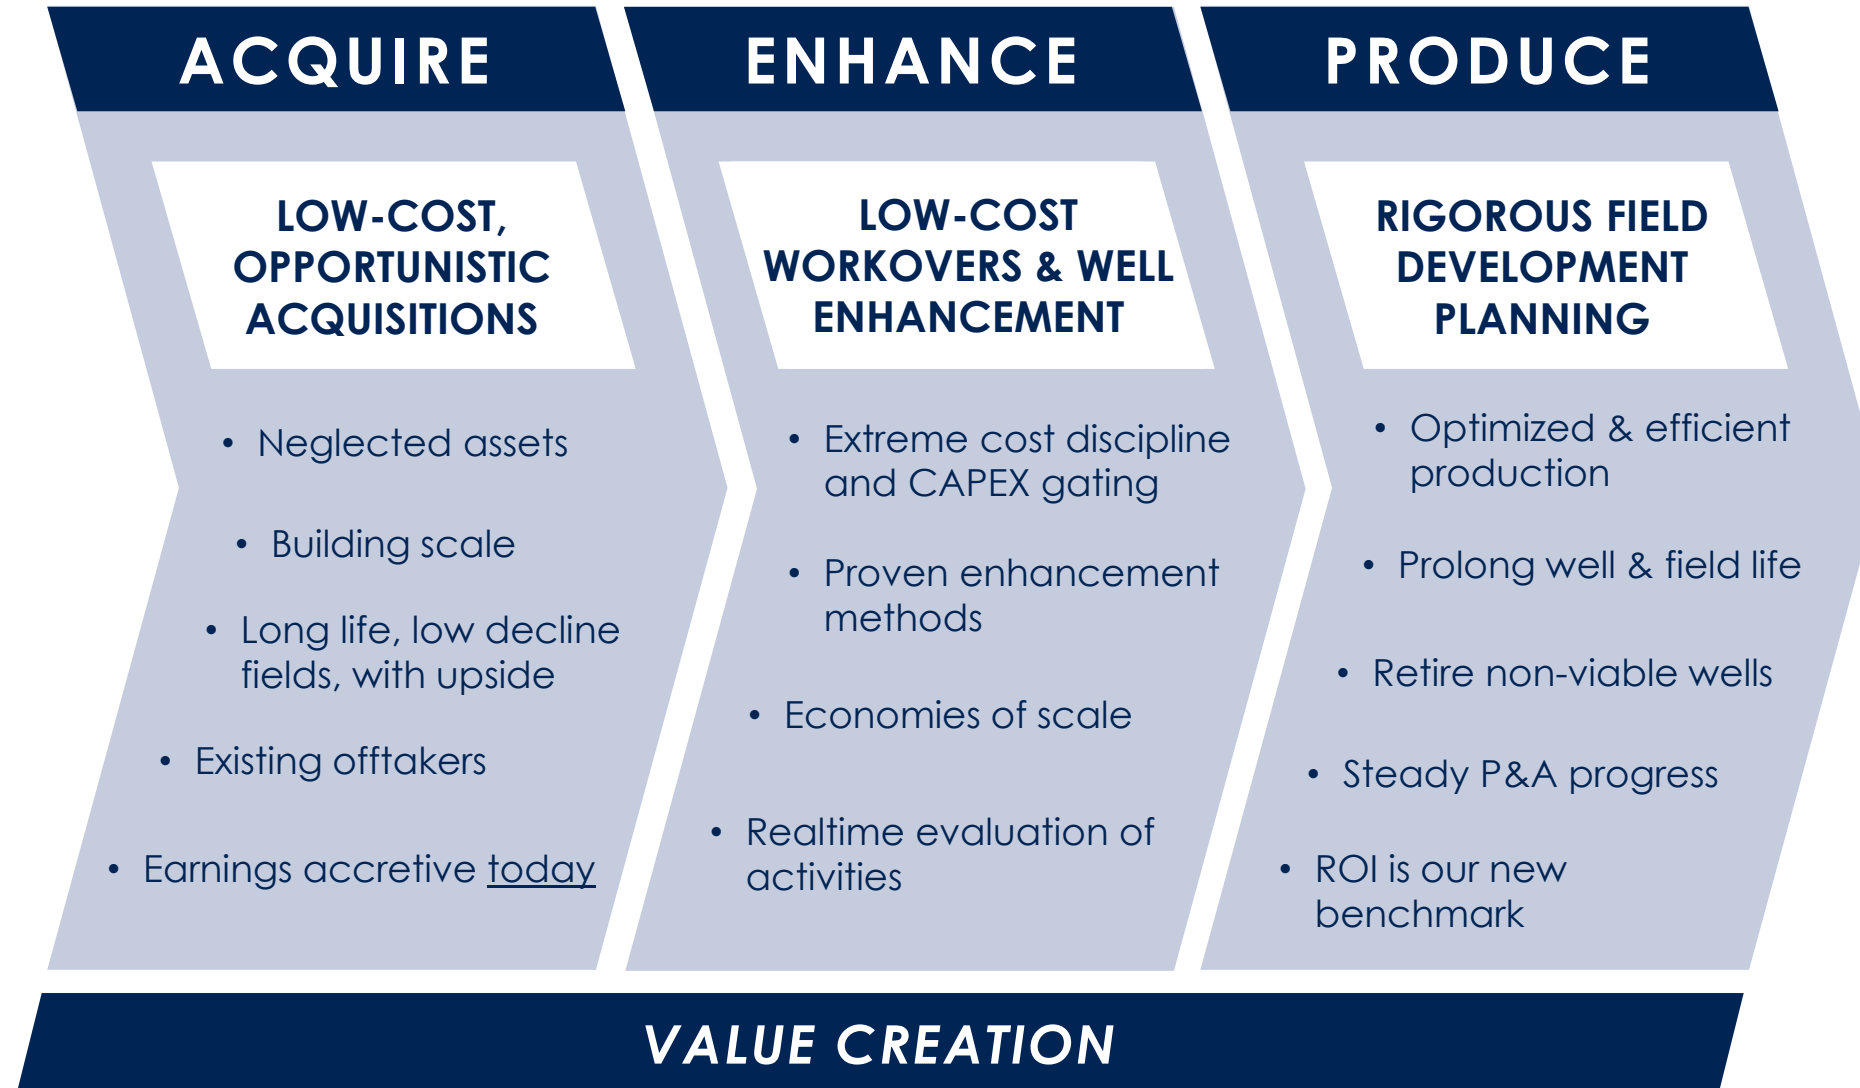 ACQUIRE
LOW-COST,
OPPORTUNISTIC
ACQUISITIONS
• Neglected assets
• Building scale
• Long life, low decline
fields, with upside
• Existing offtakers
• Earnings accretive today
ENHANCE
LOW-COST
WORKOVERS & WELL
ENHANCEMENT
• Extreme cost discipline
and CAPEX gating
• Proven enhancement
methods
• Economies of scale
• Realtime evaluation of
activities
PRODUCE
RIGOROUS FIELD
DEVELOPMENT
PLANNING
• Optimized & efficient
production
• Prolong well & field life
• Retire non-viable wells
• Steady P&A progress
• ROI is our new
benchmark
VALUE CREATION